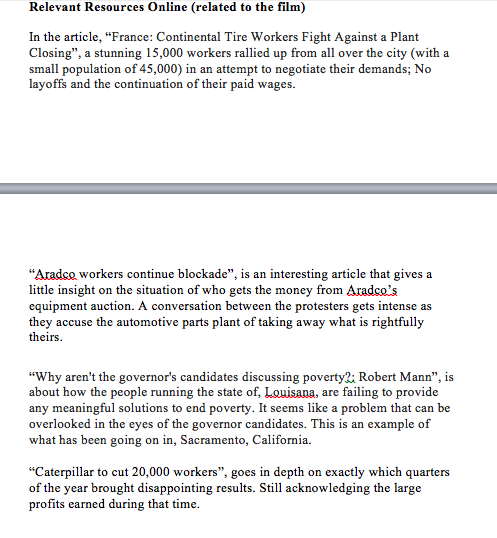 Relevant Resources Online (related to the film)
In the article, “France: Continental Tire Workers Fight Against a Plant
Closing”, a stunning 15,000 workers rallied up from all over the city (with a
small population of 45,000) in an attempt to negotiate their demands; No
layoffs and the continuation of their paid wages.
“Aradco workers continue blockade”, is an interesting article that gives a
little insight on the situation of who gets the money from Aradco’s
equipment auction. A conversation between the protesters gets intense as
they accuse the automotive parts plant of taking away what is rightfully
theirs.
“Why aren't the governor's candidates discussing poverty?; Robert Mann”, is
about how the people running the state of, Louisana, are failing to provide
any meaningful solutions to end poverty. It seems like a problem that can be
overlooked in the eyes of the governor candidates. This is an example of
what has been going on in, Sacramento, California.
“Caterpillar to cut 20,000 workers”, goes in depth on exactly which quarters
of the year brought disappointing results. Still acknowledging the large
profits earned during that time.